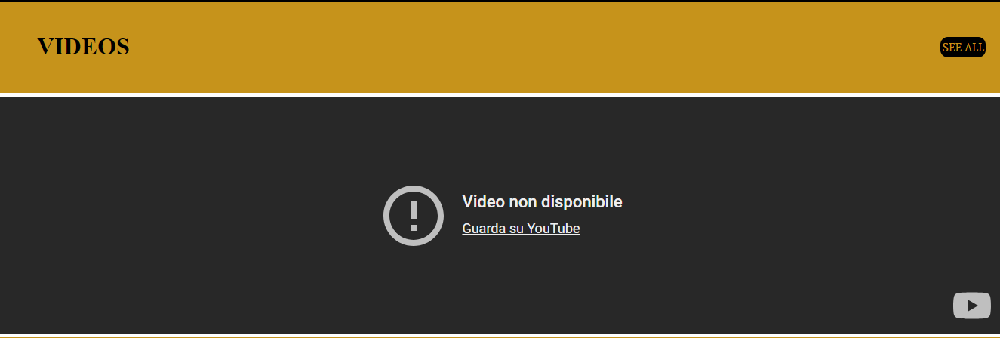 VIDEOS
SEE ALL
Video non disponibile
Guarda su YouTube